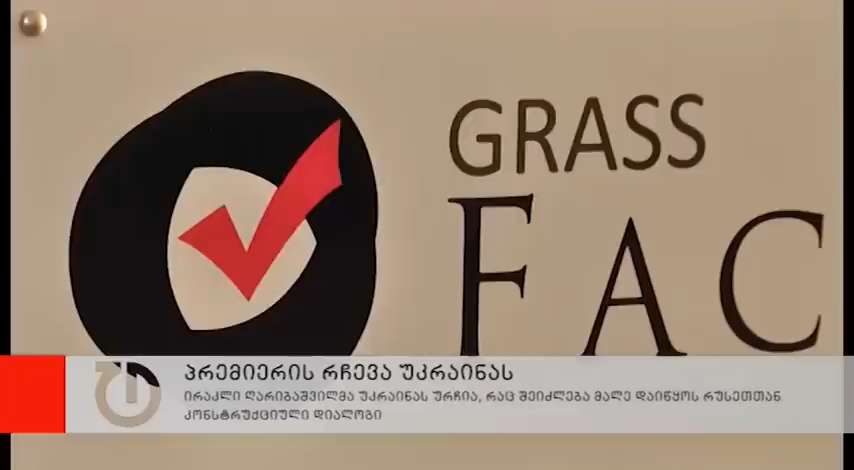 GRASS
FAC
ᲞᲠᲔᲛᲘᲔᲠᲘᲡ ᲠᲩᲔᲕᲐ ᲣᲙᲠᲐᲘᲜᲐᲡ
ᲘᲠᲐᲙᲚᲘ ᲦᲐᲠᲘᲑᲐᲨᲕᲘᲚᲛᲐ ᲣᲙᲠᲐᲘᲜᲐᲡ ᲣᲠᲩᲘᲐ, ᲠᲐᲪ ᲨᲔᲘᲫᲚᲔᲑᲐ ᲛᲐᲚᲔ ᲓᲐᲘᲬᲧᲝᲡ ᲠᲣᲡᲔᲗᲗᲐᲜ
ᲙᲝᲜᲡᲢᲠᲣᲥᲪᲘᲣᲚᲘ ᲓᲘᲐᲚᲝᲒᲘ